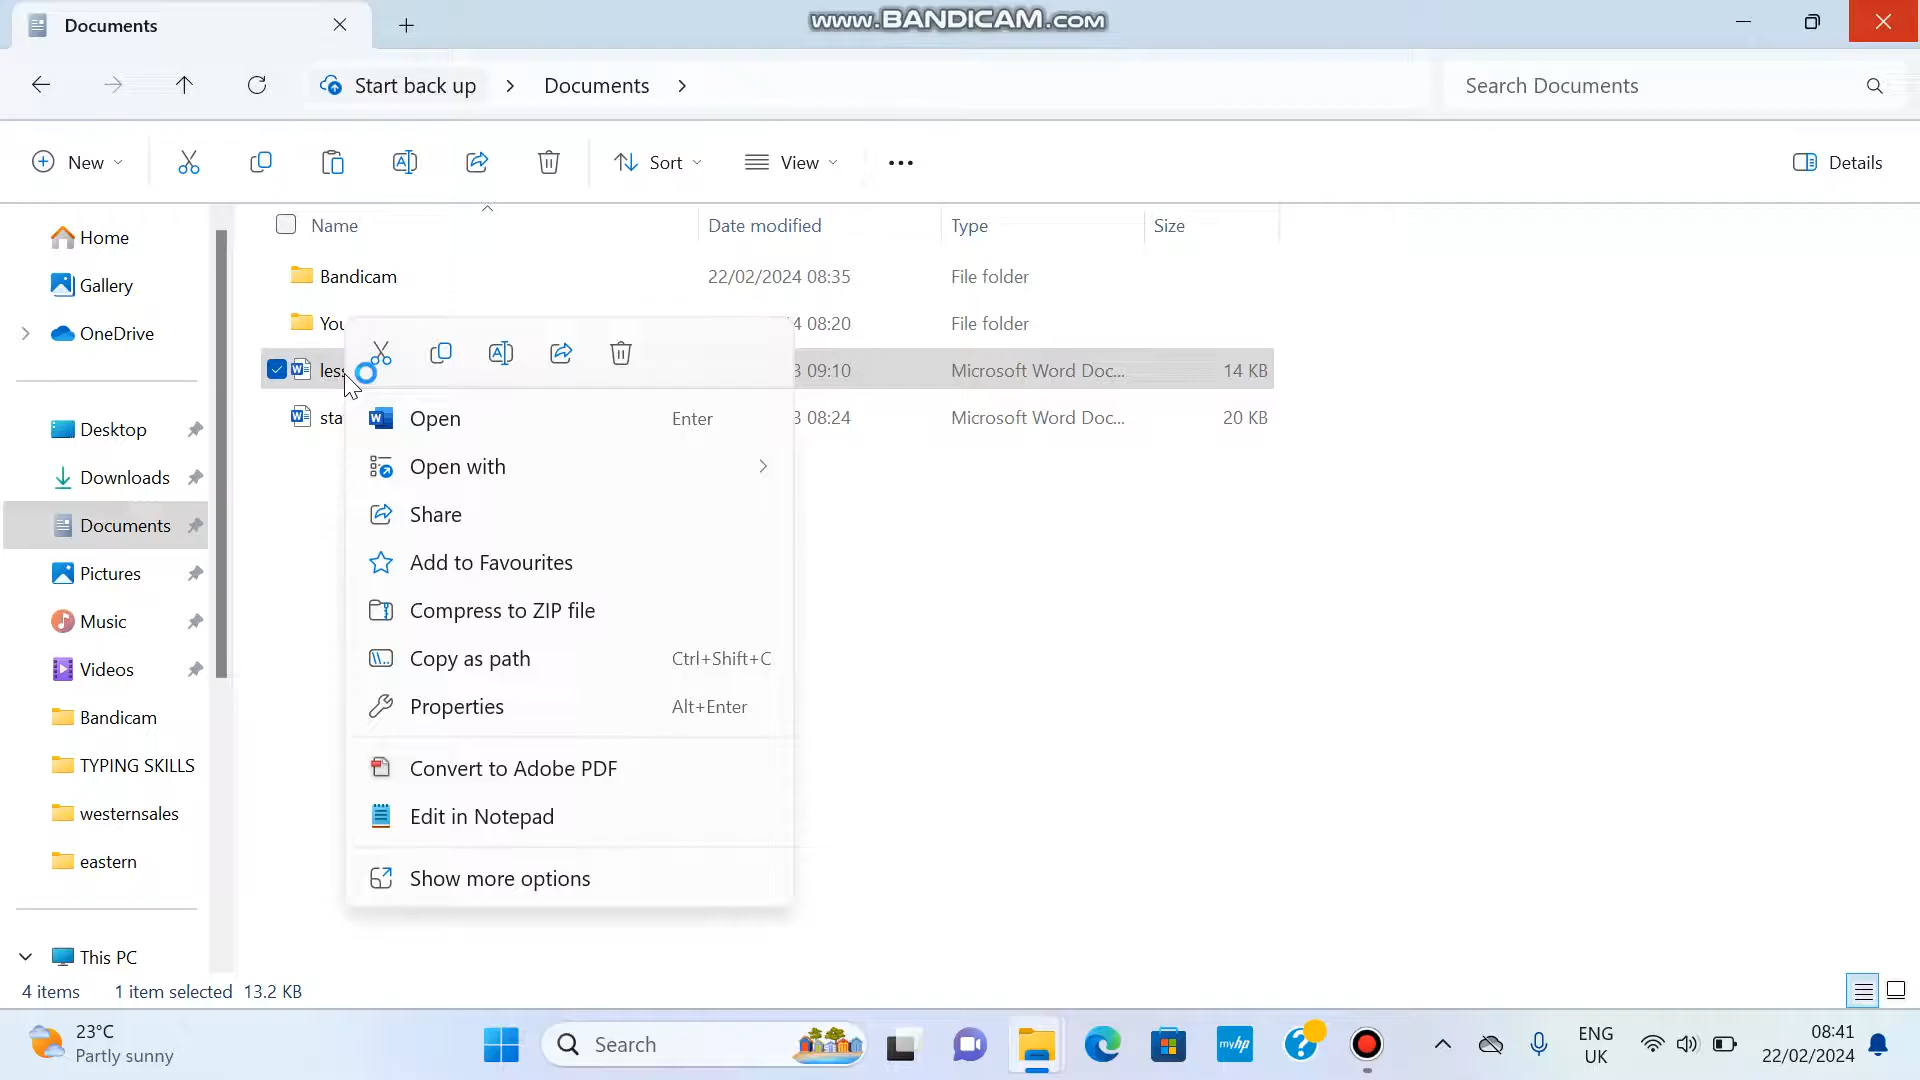 Documents
www.BANDICAM.COM
Start back up
Documents
Search Documents
New
Sort
View
Details
Name
Date modified
Type
Size
Home
Gallery
OneDrive
Desktop
Downloads
Documents
Pictures
Music
Videos
Bandicam
TYPING SKILLS
westernsales
eastern
This PC
Bandicam 22/02/2024 08:35 File folder
You 4 08:20 File folder
les 3 09:10 Microsoft Word Doc... 14 KB
sta 3 08:24 Microsoft Word Doc... 20 KB
Open Enter
Open with
Share
Add to Favourites
Compress to ZIP file
Copy as path Ctrl+Shift+C
Properties Alt+Enter
Convert to Adobe PDF
Edit in Notepad
Show more options
4 items 1 item selected 13.2 KB
23°C
Partly sunny
Search
myhp
ENG
UK
08:41
22/02/2024